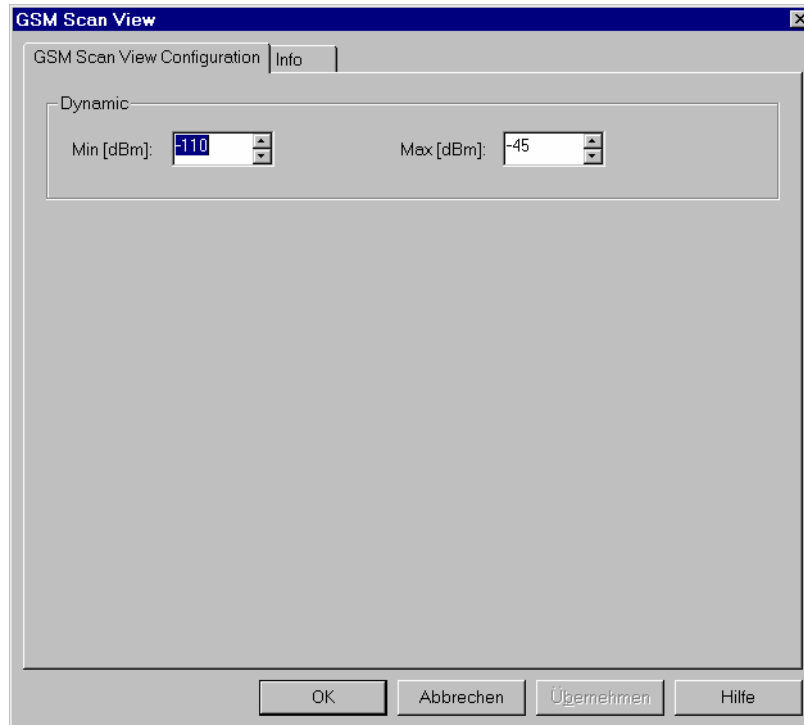 GSM Scan View
GSM Scan View Configuration Info
Dynamic
Min [dBm]: -110 Max [dBm]: -45
OK Abbrechen Übernehmen Hilfe